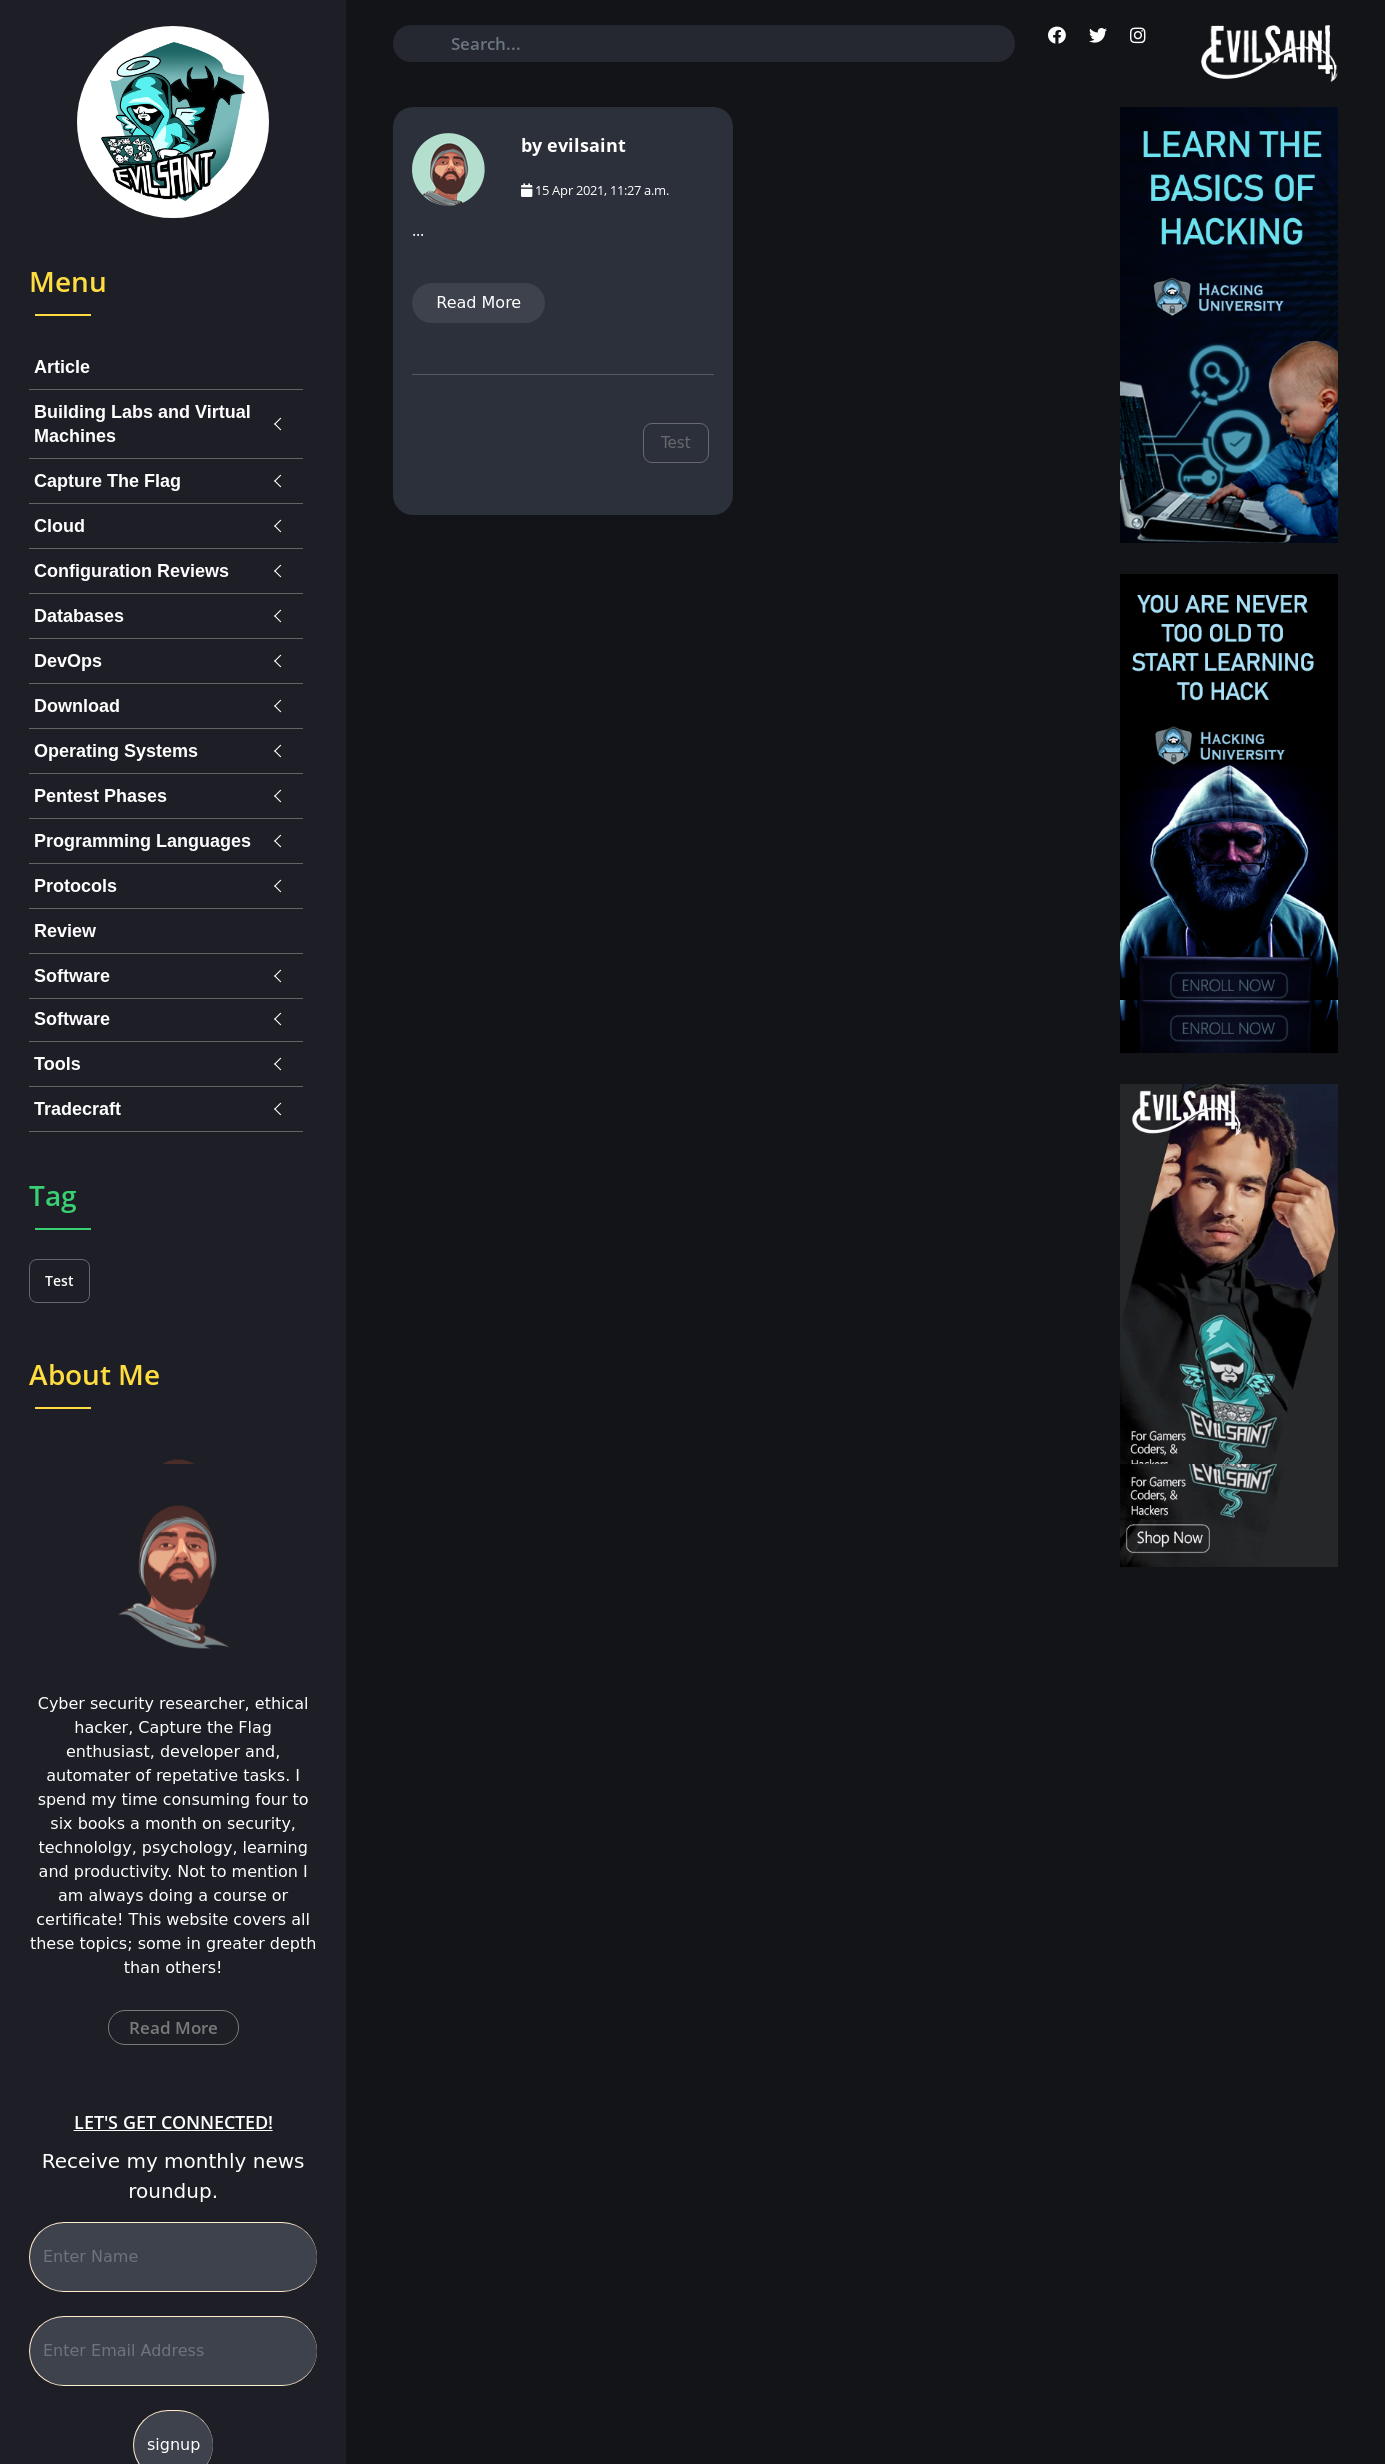 EVILSAINT
Menu
Article
Building Labs and Virtual
Machines
Capture The Flag
Cloud
Configuration Reviews
Databases
DevOps
Download
Operating Systems
Pentest Phases
Programming Languages
Protocols
Review
Software
Software
Tools
Tradecraft
Tag
Test
About Me
Cyber security researcher, ethical
hacker, Capture the Flag
enthusiast, developer and,
automater of repetative tasks. I
spend my time consuming four to
six books a month on security,
technololgy, psychology, learning
and productivity. Not to mention I
am always doing a course or
certificate! This website covers all
these topics; some in greater depth
than others!
Read More
LET'S GET CONNECTED!
Receive my monthly news
roundup.
Enter Name
Enter Email Address
signup
Search...
EVILSAINT
by evilsaint
15 Apr 2021, 11:27 a.m.
...
Read More
Test
LEARN THE
BASICS OF
HACKING
HACKING
UNIVERSITY
YOU ARE NEVER
TOO OLD TO
START LEARNING
TO HACK
HACKING
UNIVERSITY
ENROLL NOW
ENROLL NOW
EVILSAINT
EVILSAINT
For Gamers
Coders, &
Hackers
EVILSAINT
For Gamers
Coders, &
Hackers
Shop Now